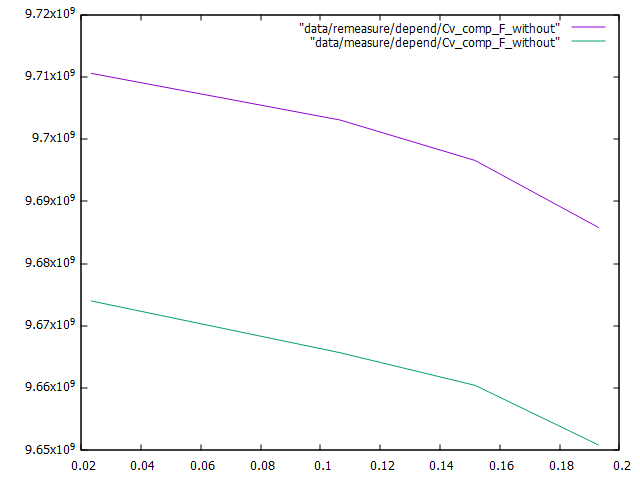 9.72x10⁹
"data/remeasure/depend/Cv_comp_F_without"
"data/measure/depend/Cv_comp_F_without"
9.71x10⁹
9.7x10⁹
9.69x10⁹
9.68x10⁹
9.67x10⁹
9.66x10⁹
9.65x10⁹
0.02 0.04 0.06 0.08 0.1 0.12 0.14 0.16 0.18 0.2